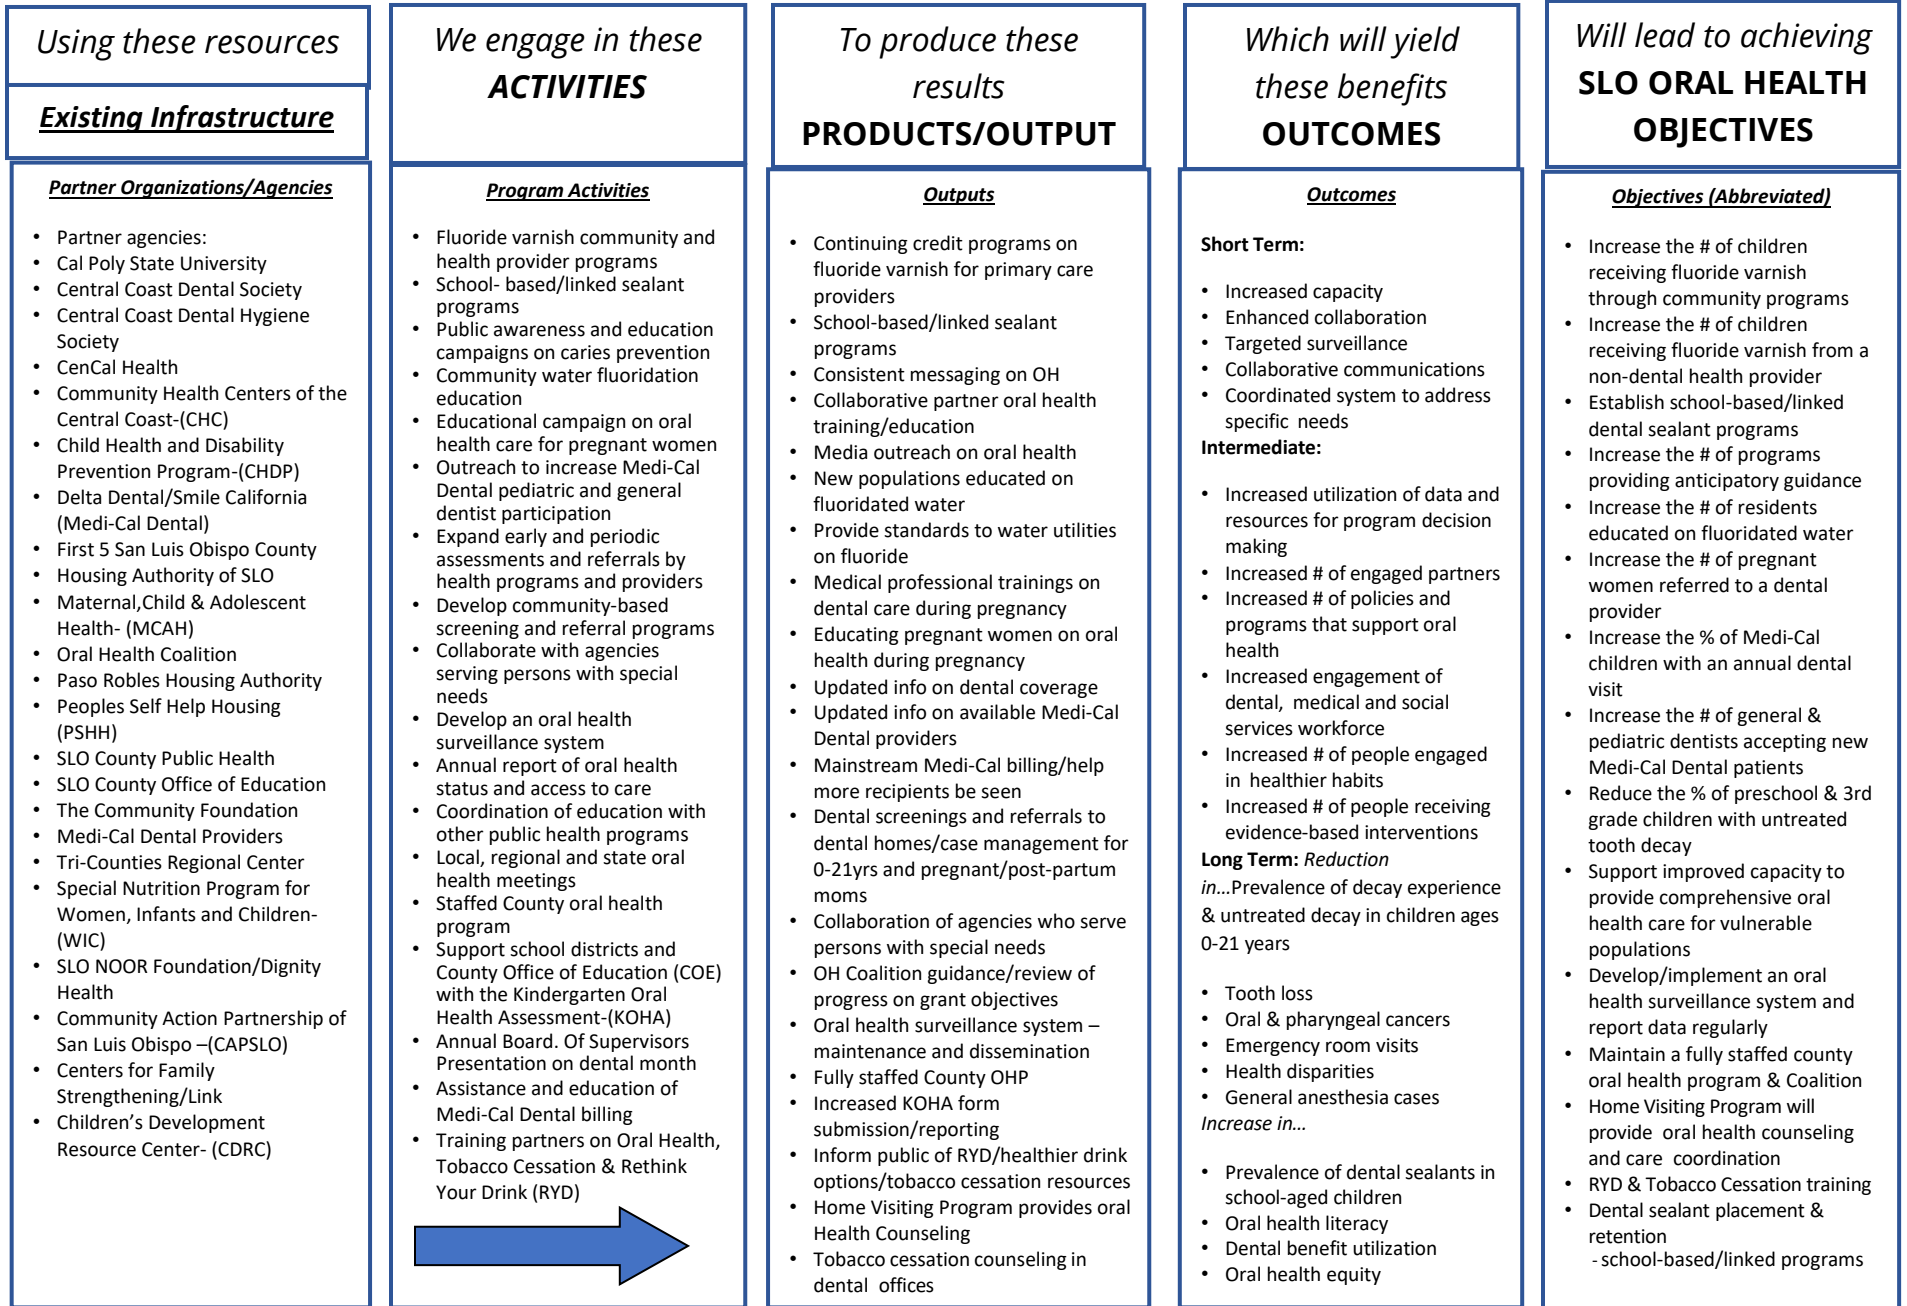 Using these resources
Existing Infrastructure
Partner Organizations/Agencies
• Partner agencies:
• Cal Poly State University
• Central Coast Dental Society
• Central Coast Dental Hygiene
Society
• CenCal Health
• Community Health Centers of the
Central Coast-(CHC)
• Child Health and Disability
Prevention Program-(CHDP)
• Delta Dental/Smile California
(Medi-Cal Dental)
• First 5 San Luis Obispo County
• Housing Authority of SLO
• Maternal,Child & Adolescent
Health- (MCAH)
• Oral Health Coalition
• Paso Robles Housing Authority
• Peoples Self Help Housing
(PSHH)
• SLO County Public Health
• SLO County Office of Education
• The Community Foundation
• Medi-Cal Dental Providers
• Tri-Counties Regional Center
• Special Nutrition Program for
Women, Infants and Children-
(WIC)
• SLO NOOR Foundation/Dignity
Health
• Community Action Partnership of
San Luis Obispo –(CAPSLO)
• Centers for Family
Strengthening/Link
• Children’s Development
Resource Center- (CDRC)
We engage in these
ACTIVITIES
Program Activities
• Fluoride varnish community and
health provider programs
• School- based/linked sealant
programs
• Public awareness and education
campaigns on caries prevention
• Community water fluoridation
education
• Educational campaign on oral
health care for pregnant women
• Outreach to increase Medi-Cal
Dental pediatric and general
dentist participation
• Expand early and periodic
assessments and referrals by
health programs and providers
• Develop community-based
screening and referral programs
• Collaborate with agencies
serving persons with special
needs
• Develop an oral health
surveillance system
• Annual report of oral health
status and access to care
• Coordination of education with
other public health programs
• Local, regional and state oral
health meetings
• Staffed County oral health
program
• Support school districts and
County Office of Education (COE)
with the Kindergarten Oral
Health Assessment-(KOHA)
• Annual Board. Of Supervisors
Presentation on dental month
• Assistance and education of
Medi-Cal Dental billing
• Training partners on Oral Health,
Tobacco Cessation & Rethink
Your Drink (RYD)
To produce these
results
PRODUCTS/OUTPUT
Outputs
• Continuing credit programs on
fluoride varnish for primary care
providers
• School-based/linked sealant
programs
• Consistent messaging on OH
• Collaborative partner oral health
training/education
• Media outreach on oral health
• New populations educated on
fluoridated water
• Provide standards to water utilities
on fluoride
• Medical professional trainings on
dental care during pregnancy
• Educating pregnant women on oral
health during pregnancy
• Updated info on dental coverage
• Updated info on available Medi-Cal
Dental providers
• Mainstream Medi-Cal billing/help
more recipients be seen
• Dental screenings and referrals to
dental homes/case management for
0-21yrs and pregnant/post-partum
moms
• Collaboration of agencies who serve
persons with special needs
• OH Coalition guidance/review of
progress on grant objectives
• Oral health surveillance system –
maintenance and dissemination
• Fully staffed County OHP
• Increased KOHA form
submission/reporting
• Inform public of RYD/healthier drink
options/tobacco cessation resources
• Home Visiting Program provides oral
Health Counseling
• Tobacco cessation counseling in
dental offices
Which will yield
these benefits
OUTCOMES
Outcomes
Short Term:
• Increased capacity
• Enhanced collaboration
• Targeted surveillance
• Collaborative communications
• Coordinated system to address
specific needs
Intermediate:
• Increased utilization of data and
resources for program decision
making
• Increased # of engaged partners
• Increased # of policies and
programs that support oral
health
• Increased engagement of
dental, medical and social
services workforce
• Increased # of people engaged
in healthier habits
• Increased # of people receiving
evidence-based interventions
Long Term: Reduction
in...Prevalence of decay experience
& untreated decay in children ages
0-21 years
• Tooth loss
• Oral & pharyngeal cancers
• Emergency room visits
• Health disparities
• General anesthesia cases
Increase in...
• Prevalence of dental sealants in
school-aged children
• Oral health literacy
• Dental benefit utilization
• Oral health equity
Will lead to achieving
SLO ORAL HEALTH
OBJECTIVES
Objectives (Abbreviated)
• Increase the # of children
receiving fluoride varnish
through community programs
• Increase the # of children
receiving fluoride varnish from a
non-dental health provider
• Establish school-based/linked
dental sealant programs
• Increase the # of programs
providing anticipatory guidance
• Increase the # of residents
educated on fluoridated water
• Increase the # of pregnant
women referred to a dental
provider
• Increase the % of Medi-Cal
children with an annual dental
visit
• Increase the # of general &
pediatric dentists accepting new
Medi-Cal Dental patients
• Reduce the % of preschool & 3rd
grade children with untreated
tooth decay
• Support improved capacity to
provide comprehensive oral
health care for vulnerable
populations
• Develop/implement an oral
health surveillance system and
report data regularly
• Maintain a fully staffed county
oral health program & Coalition
• Home Visiting Program will
provide oral health counseling
and care coordination
• RYD & Tobacco Cessation training
• Dental sealant placement &
retention
- school-based/linked programs